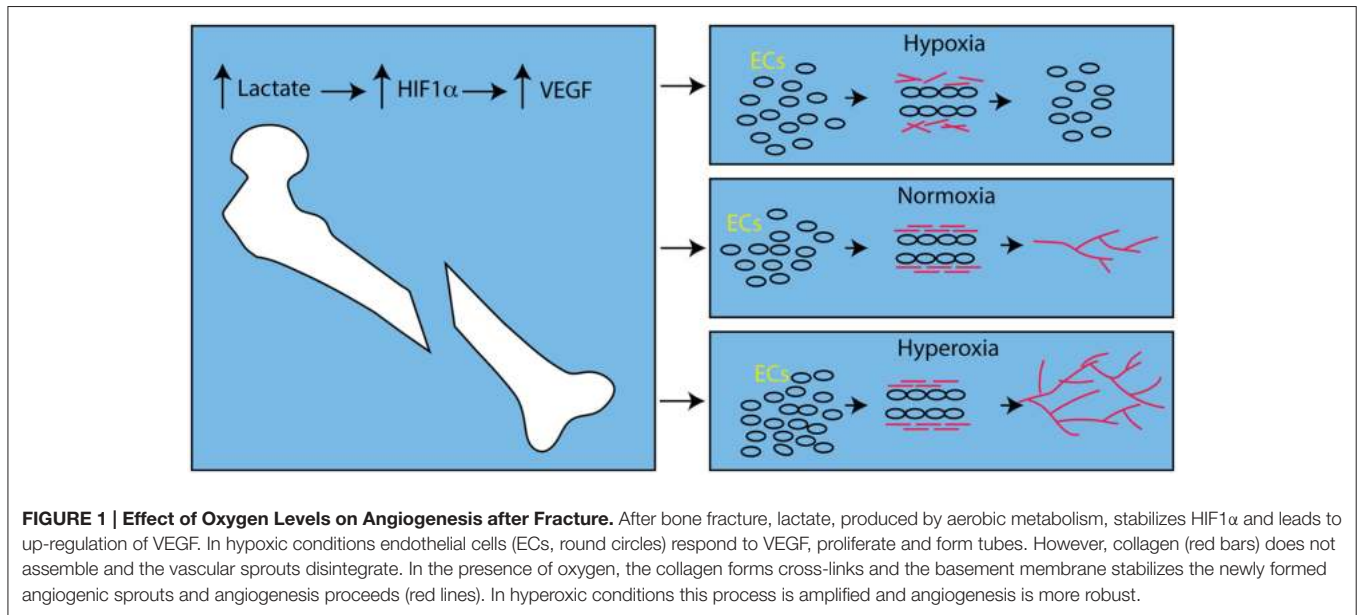 Lactate HIF1α VEGF
Hypoxia
ECs
Normoxia
ECs
Hyperoxia
ECs
FIGURE 1 | Effect of Oxygen Levels on Angiogenesis after Fracture. After bone fracture, lactate, produced by aerobic metabolism, stabilizes HIF1α and leads to
up-regulation of VEGF. In hypoxic conditions endothelial cells (ECs, round circles) respond to VEGF, proliferate and form tubes. However, collagen (red bars) does not
assemble and the vascular sprouts disintegrate. In the presence of oxygen, the collagen forms cross-links and the basement membrane stabilizes the newly formed
angiogenic sprouts and angiogenesis proceeds (red lines). In hyperoxic conditions this process is amplified and angiogenesis is more robust.